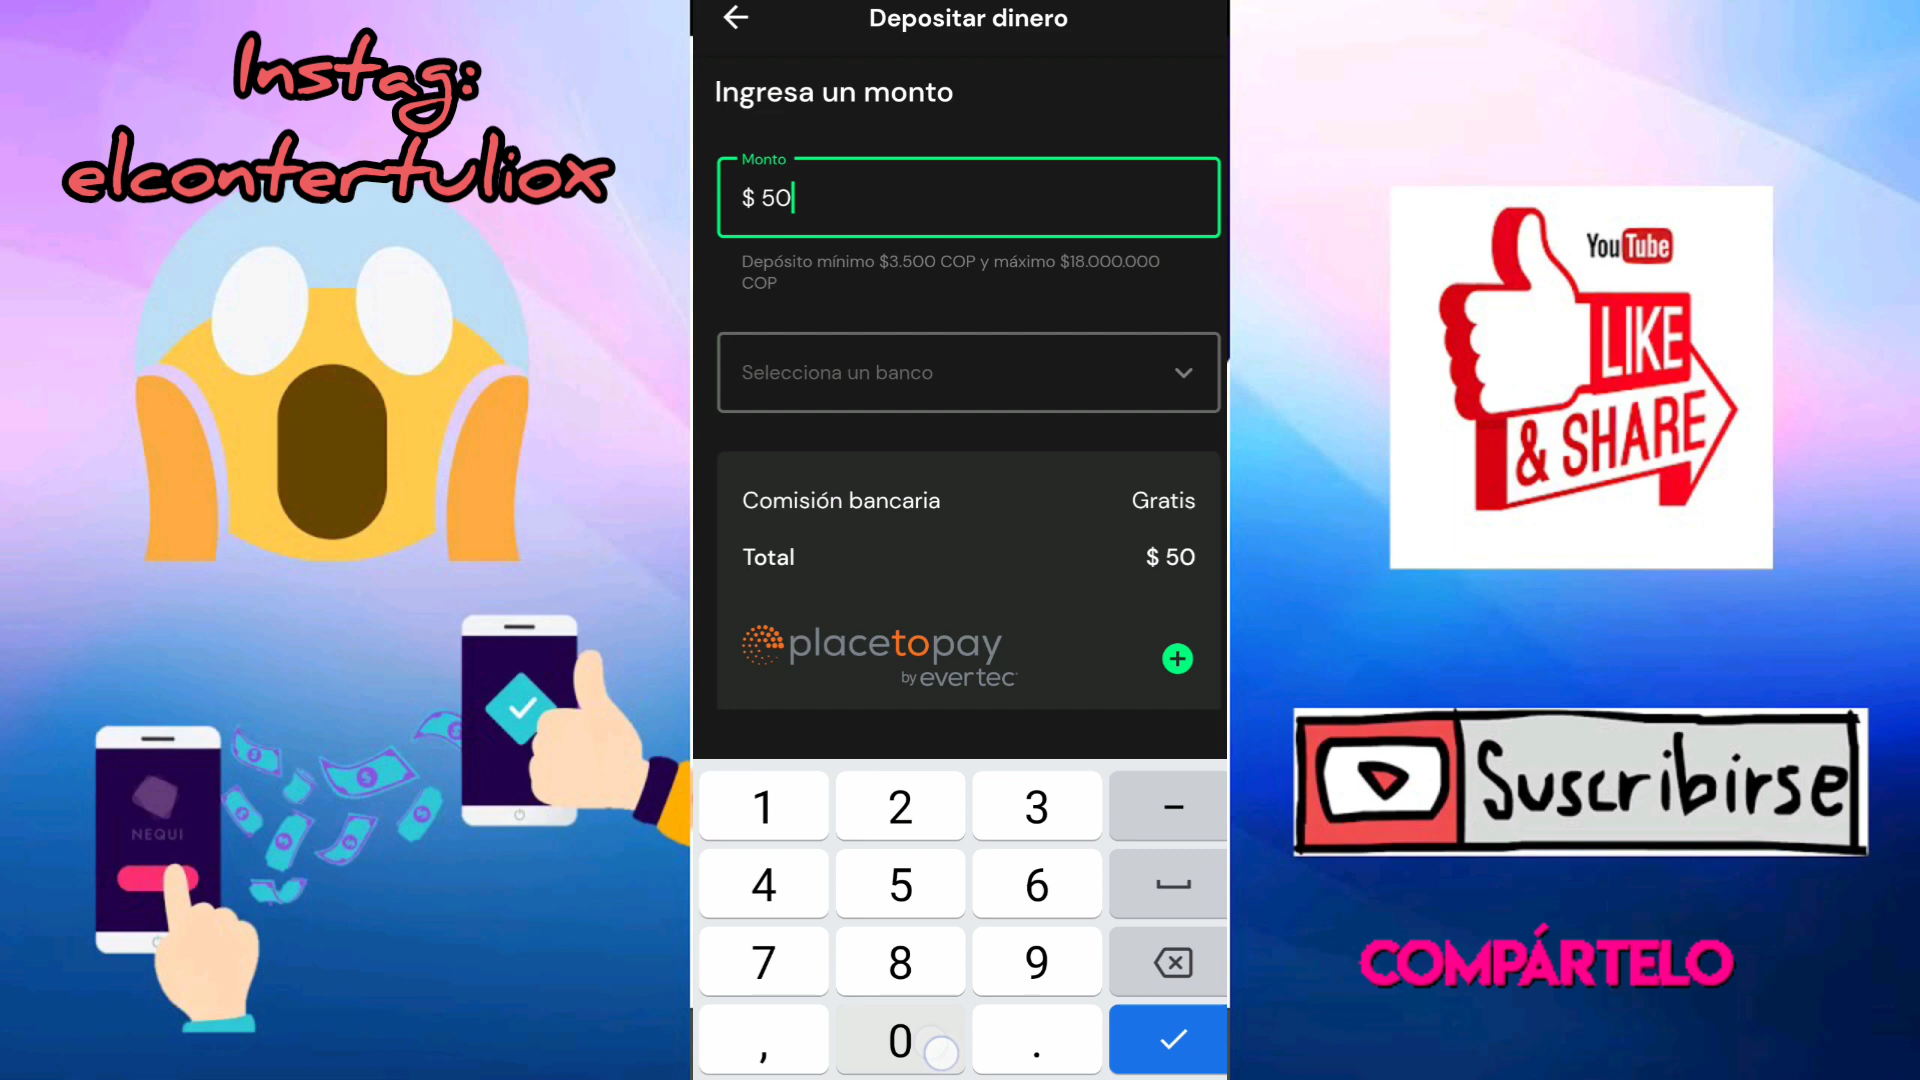 Instag:
elcontertuliox
NEQUI
Depositar dinero
Ingresa un monto
Monto
$ 50
Depósito mínimo $3.500 COP y máximo $18.000.000
COP
Selecciona un banco
Comisión bancaria Gratis
Total $ 50
placetopay
by evertec
1 2 3 -
4 5 6
7 8 9
, 0 .
YouTube
LIKE
& SHARE
Suscribirse
COMPÁRTELO